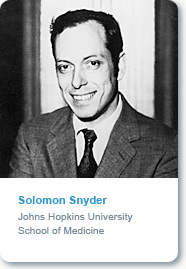 Solomon Snyder
Johns Hopkins University
School of Medicine